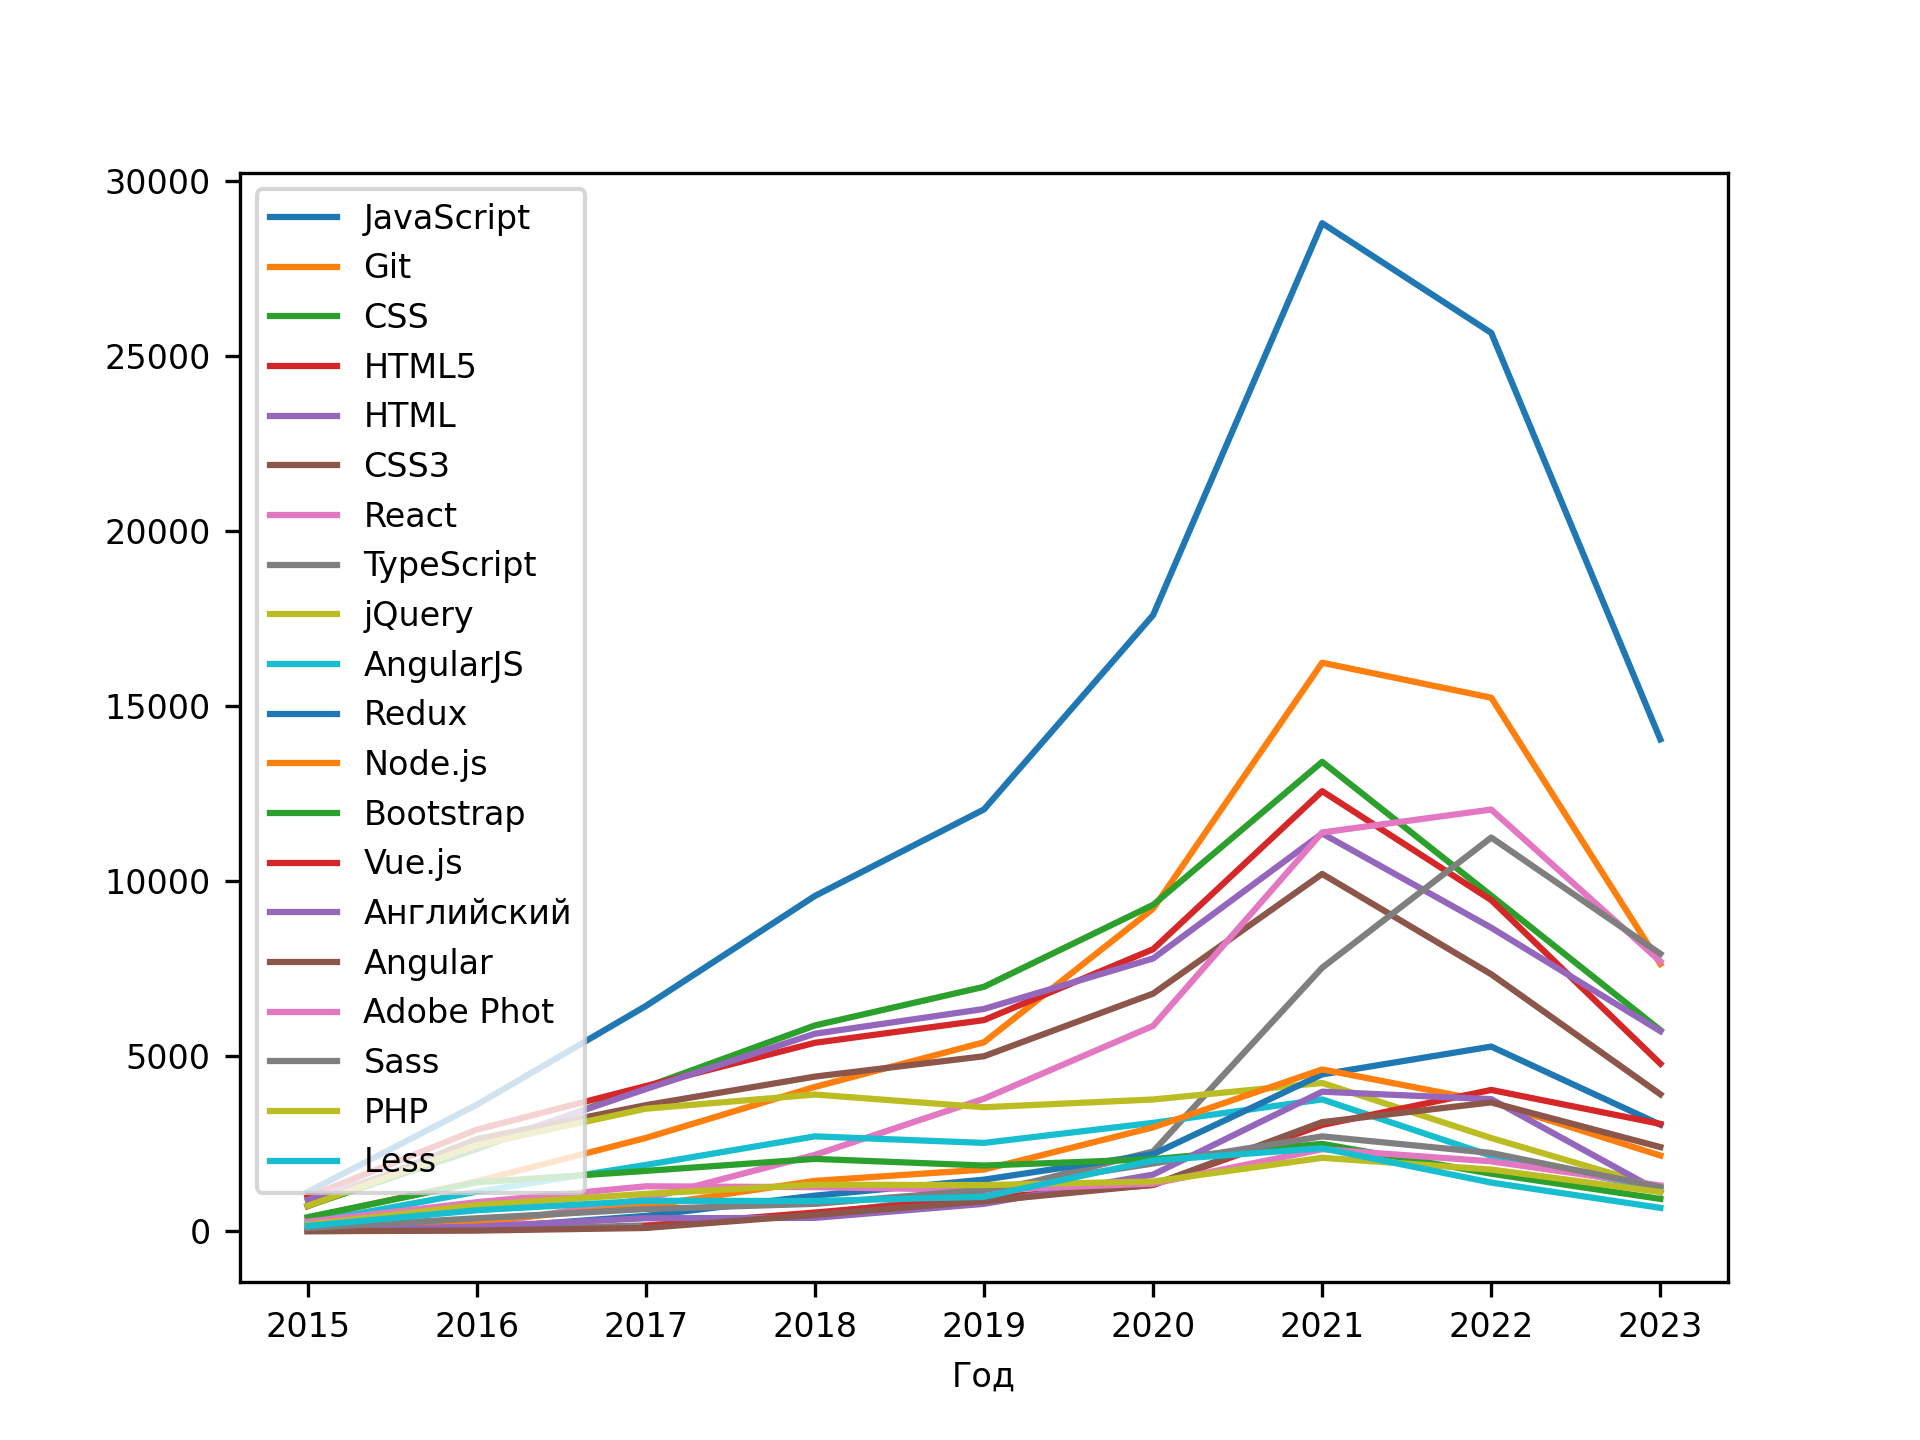 30000
25000
20000
15000
10000
5000
0
JavaScript
Git
CSS
HTML5
HTML
CSS3
React
TypeScript
jQuery
AngularJS
Redux
Node.js
Bootstrap
Vue.js
Английский
Angular
Adobe Phot
Sass
PHP
Less
2015 2016 2017 2018 2019 2020 2021 2022 2023
Год